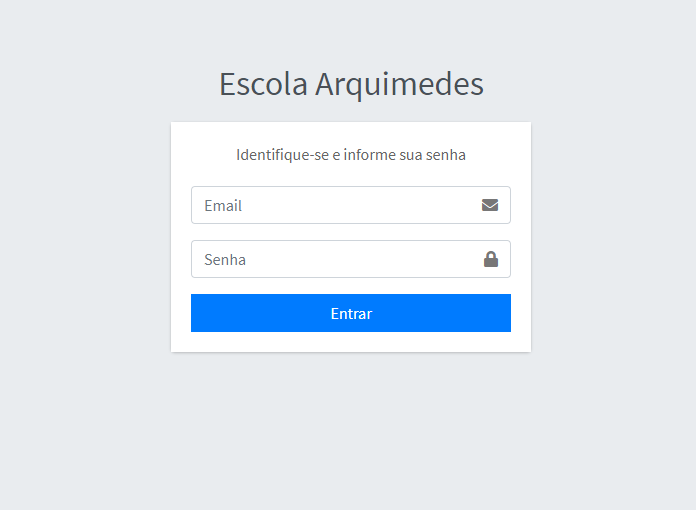 Escola Arquimedes
Identifique-se e informe sua senha
Email
Senha
Entrar